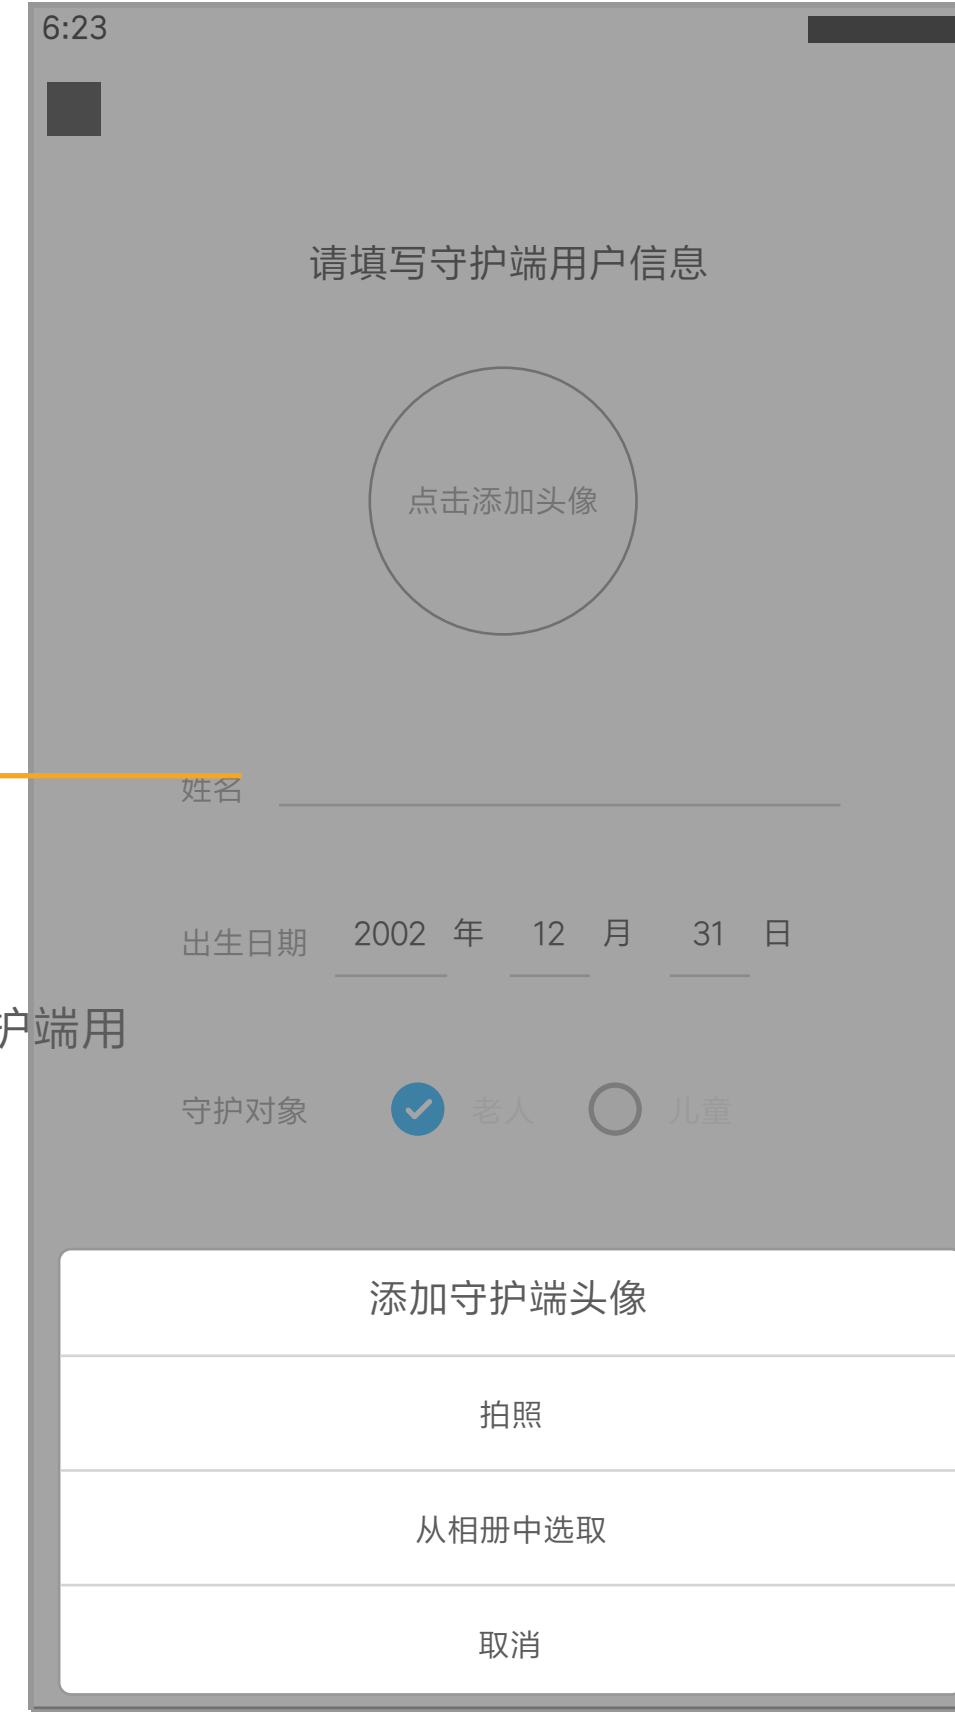 6:23
请填写守护端用户信息
点击添加头像
姓名
出生日期 2002 年 12 月 31 日
护端用
守护对象 老人 儿童
添加守护端头像
拍照
从相册中选取
取消